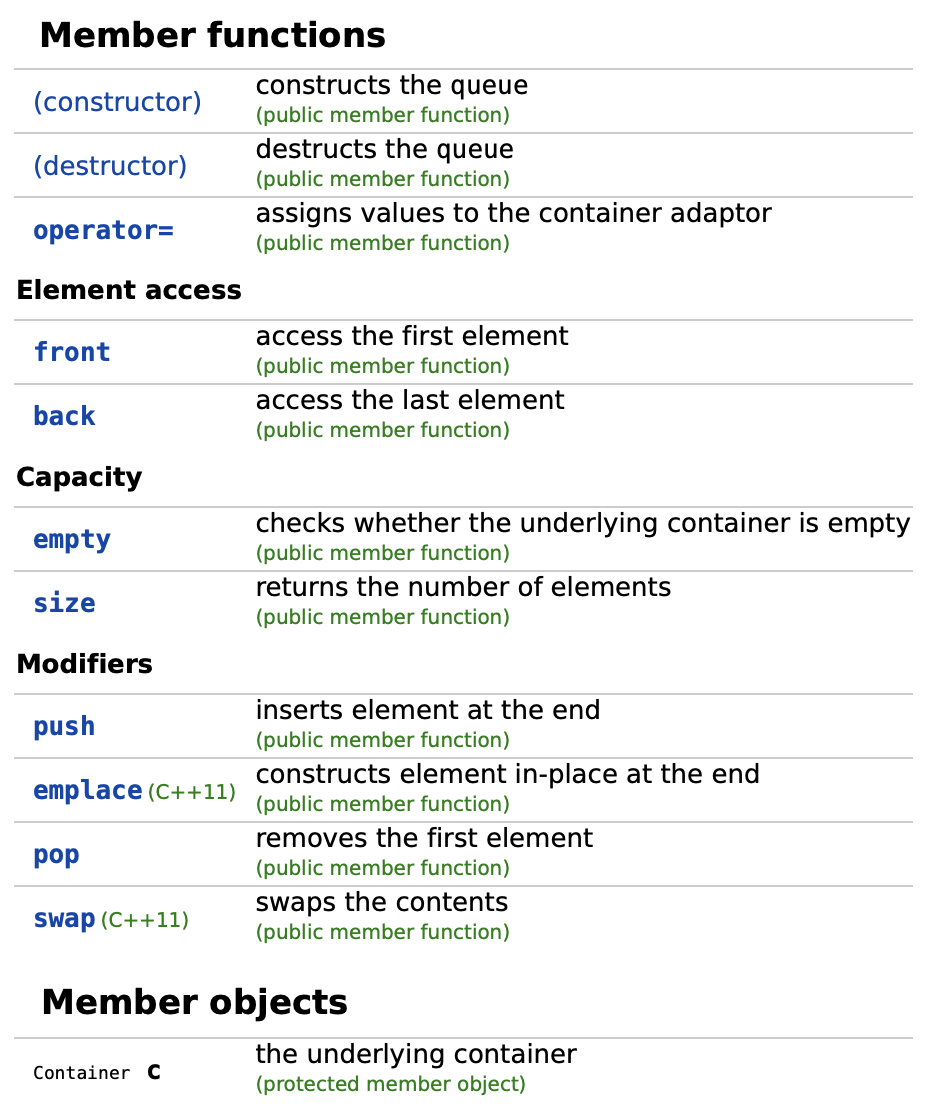 Member functions
(constructor)
constructs the queue
(public member function)
(destructor)
destructs the queue
(public member function)
operator=
assigns values to the container adaptor
(public member function)
Element access
front
access the first element
(public member function)
back
access the last element
(public member function)
Capacity
empty
checks whether the underlying container is empty
(public member function)
size
returns the number of elements
(public member function)
Modifiers
push
inserts element at the end
(public member function)
emplace (C++11)
constructs element in-place at the end
(public member function)
pop
removes the first element
(public member function)
swap (C++11)
swaps the contents
(public member function)
Member objects
Container c
the underlying container
(protected member object)